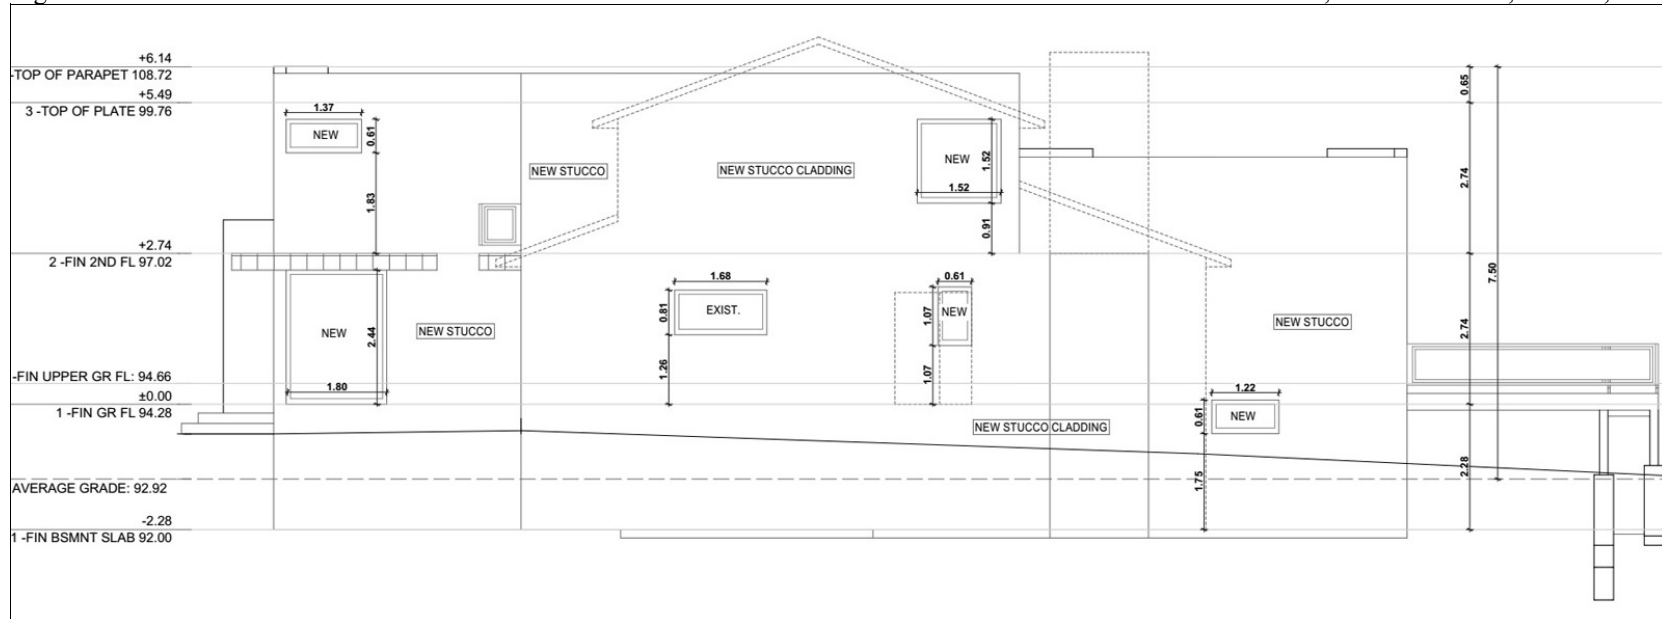 +6.14
-TOP OF PARAPET 108.72
+5.49
3 -TOP OF PLATE 99.76
0.65
1.37
NEW
0.61
NEW
1.52
1.52
NEW STUCCO
NEW STUCCO CLADDING
2.74
1.83
0.91
+2.74
2 -FIN 2ND FL 97.02
7.50
1.68
0.61
EXIST.
0.81
NEW
1.07
NEW STUCCO
NEW STUCCO
NEW
2.44
2.74
1.26
1.07
-FIN UPPER GR FL: 94.66
1.80
1.22
±0.00
1 -FIN GR FL 94.28
NEW
0.61
NEW STUCCO CLADDING
2.28
1.75
AVERAGE GRADE: 92.92
-2.28
1 -FIN BSMNT SLAB 92.00